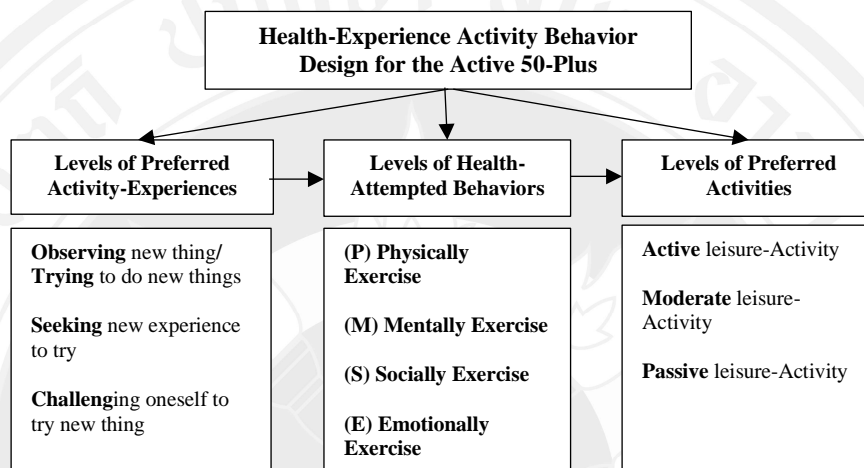 Health-Experience Activity Behavior
Design for the Active 50-Plus
Levels of Preferred
Activity-Experiences
Levels of Health-
Attempted Behaviors
Levels of Preferred
Activities
Observing new thing/
Trying to do new things
Seeking new experience
to try
Challenging oneself to
try new thing
(P) Physically
Exercise
(M) Mentally Exercise
(S) Socially Exercise
(E) Emotionally
Exercise
Active leisure-Activity
Moderate leisure-
Activity
Passive leisure-Activity